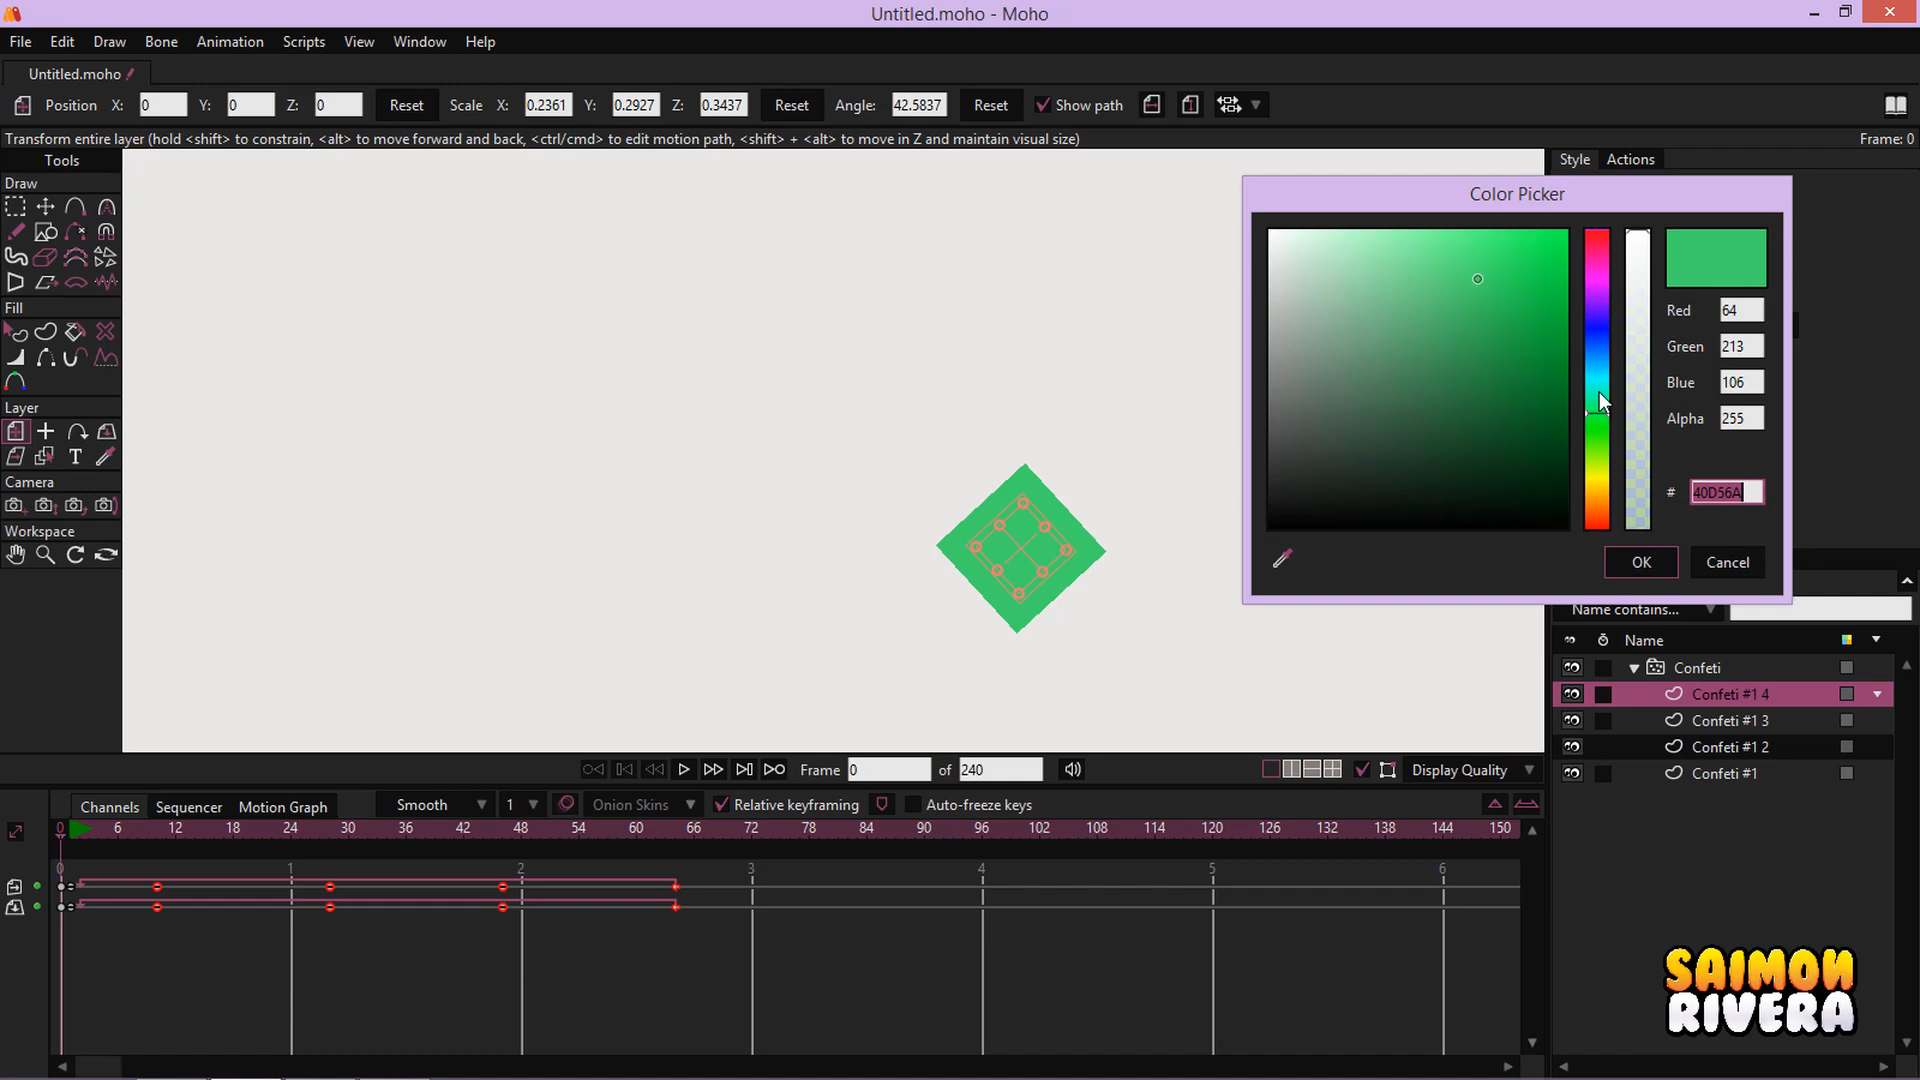 Untitled.moho - Moho
File Edit Draw Bone Animation Scripts View Window Help
Untitled.moho
Position X: 0 Y: 0 Z: 0 Reset Scale X: 0.2361 Y: 0.2927 Z: 0.3437 Reset Angle: 42.5837 Reset Show path
Transform entire layer (hold <shift> to constrain, <alt> to move forward and back, <ctrl/cmd> to edit motion path, <shift> + <alt> to move in Z and maintain visual size) Frame: 0
Tools
Style Actions
Draw
Color Picker
Red 64
Fill
Green 213
Blue 106
Layer
Alpha 255
T
Camera
# 40D56A
Workspace
OK Cancel
Name contains...
Name
Confeti
Confeti #1 4
Confeti #1 3
Confeti #1 2
Confeti #1
Frame 0 of 240 Display Quality
Channels Sequencer Motion Graph Smooth 1 Onion Skins Relative keyframing Auto-freeze keys
0 6 12 18 24 30 36 42 48 54 60 66 72 78 84 90 96 102 108 114 120 126 132 138 144 150
0 1 2 3 4 5 6
SAIMON
RIVERA